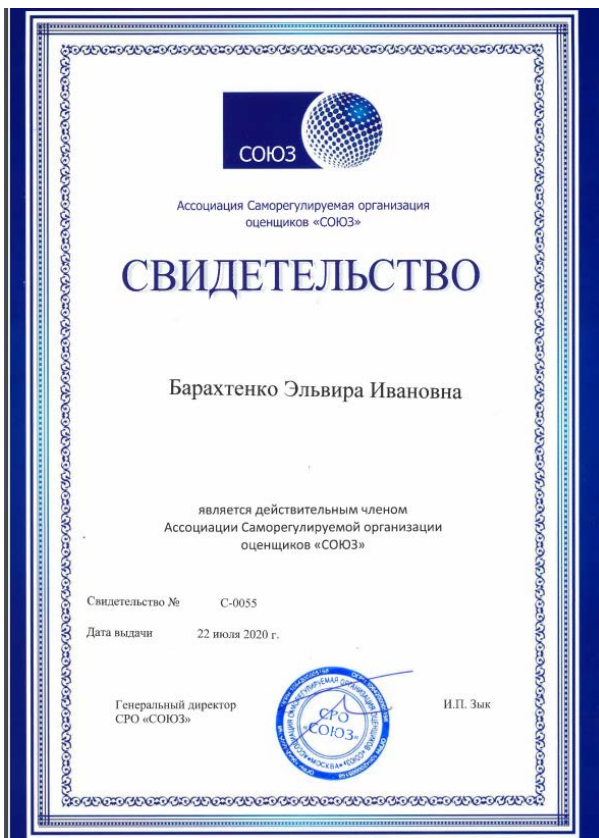 СОЮЗ
Ассоциация Саморегулируемая организация
оценщиков «СОЮЗ»
СВИДЕТЕЛЬСТВО
Барахтенко Эльвира Ивановна
является действительным членом
Ассоциации Саморегулируемой организации
оценщиков «СОЮЗ»
Свидетельство № С-0055
Дата выдачи 22 июля 2020 г.
Генеральный директор
СРО «СОЮЗ»
И.П. Зык
СРО
«СОЮЗ»
МОСКВА